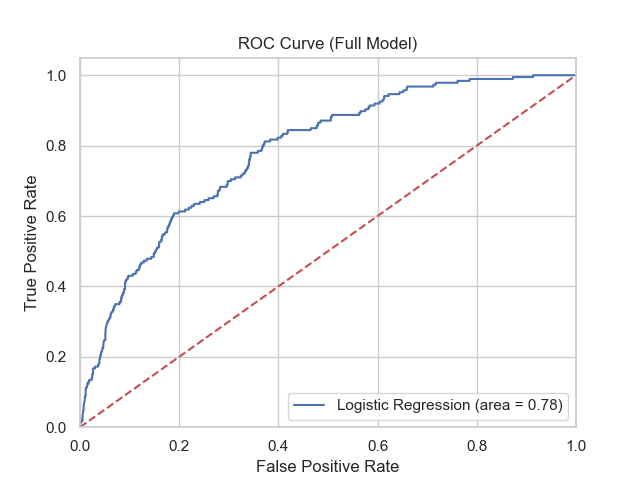 ROC Curve (Full Model)
1.0
0.8
0.6
0.4
0.2
0.0
True Positive Rate
Logistic Regression (area = 0.78)
0.0 0.2 0.4 0.6 0.8 1.0
False Positive Rate